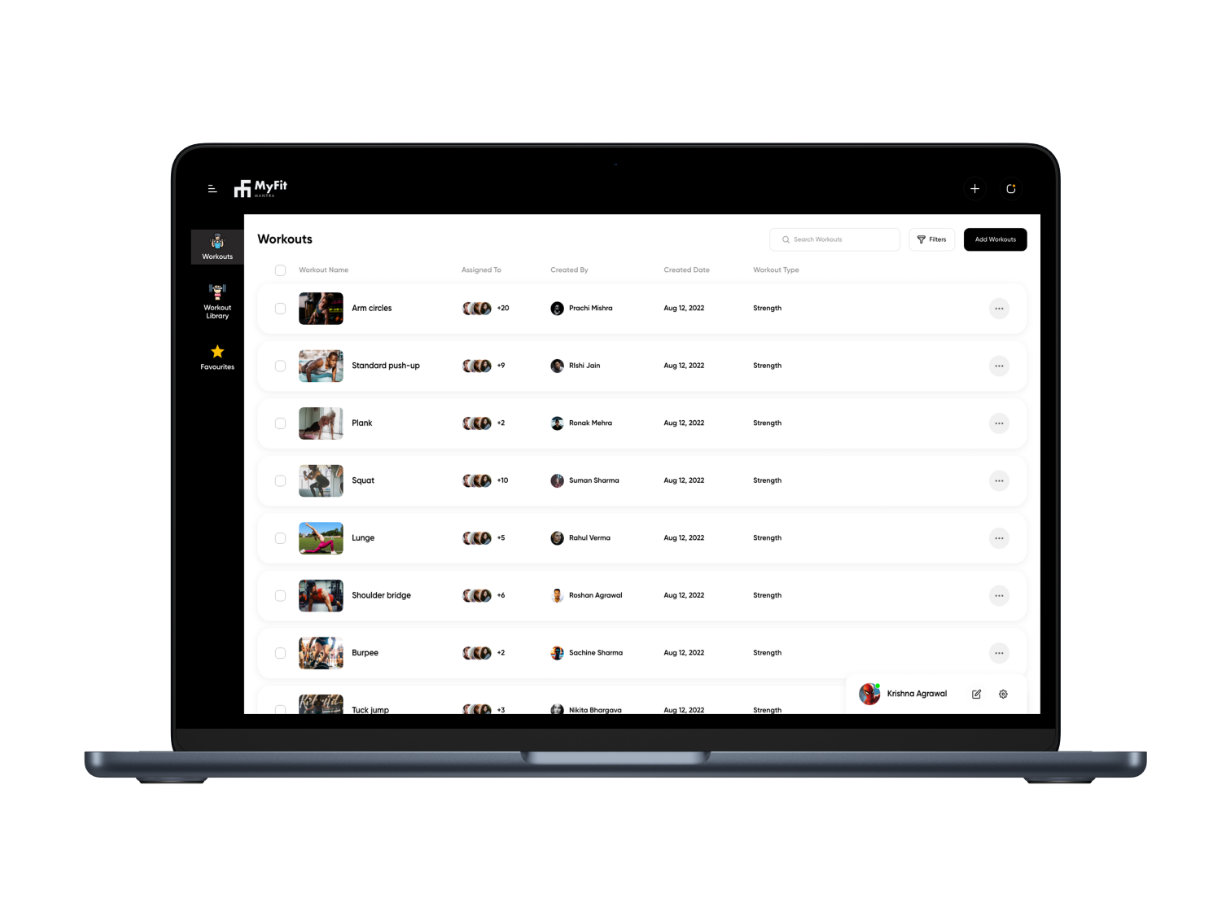 MyFit
MANTRA
Workouts
Workout
Library
Favourites
Workouts
Search Workouts
Filters
Add Workouts
Workout Name Assigned To Created By Created Date Workout Type
Arm circles +20 Prachi Mishra Aug 12, 2022 Strength
Standard push-up +9 RIshi Jain Aug 12, 2022 Strength
Plank +2 Ronak Mehra Aug 12, 2022 Strength
Squat +10 Suman Sharma Aug 12, 2022 Strength
Lunge +5 Rahul Verma Aug 12, 2022 Strength
Shoulder bridge +6 Roshan Agrawal Aug 12, 2022 Strength
Burpee +2 Sachine Sharma Aug 12, 2022 Strength
Tuck jump +3 Nikita Bhargava Aug 12, 2022 Strength
Krishna Agrawal